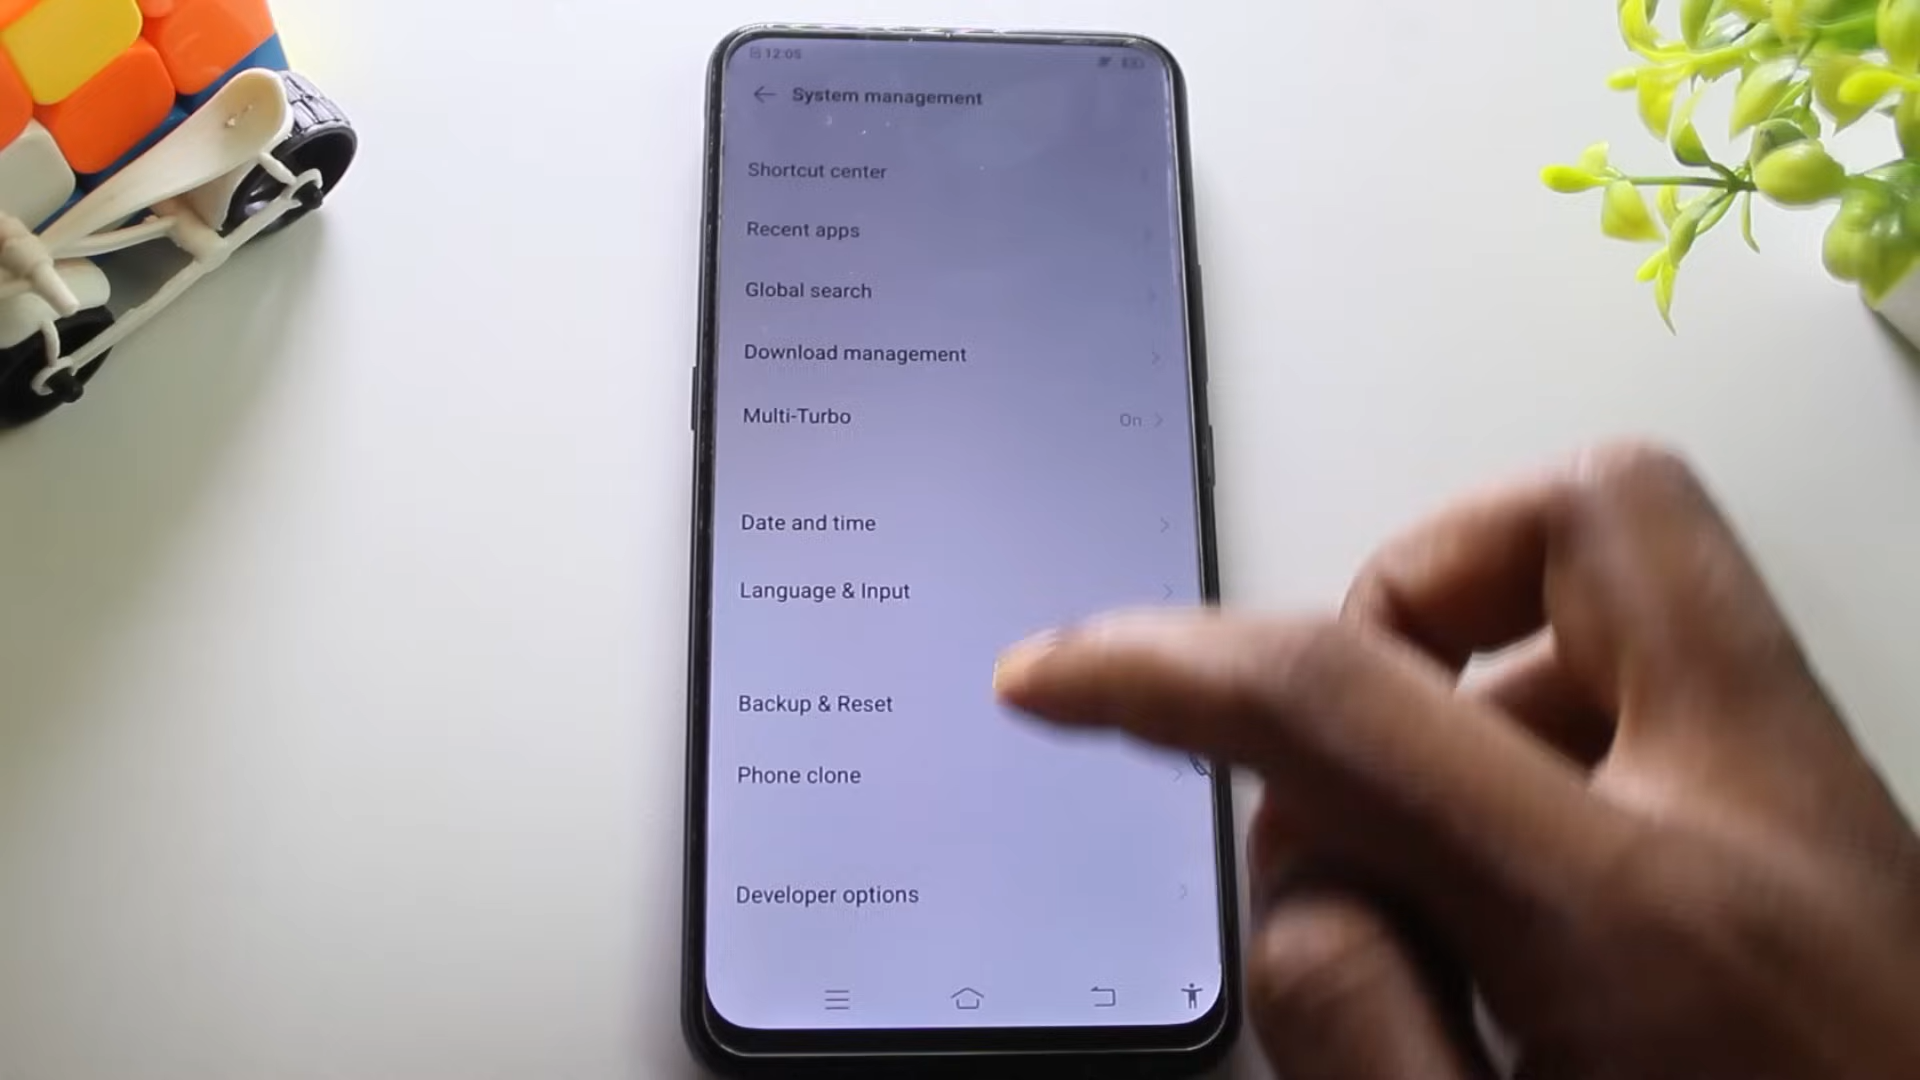 12:05
System management
Shortcut center
Recent apps
Global search
Download management
Multi-Turbo On
Date and time
Language & Input
Backup & Reset
Phone clone
Developer options